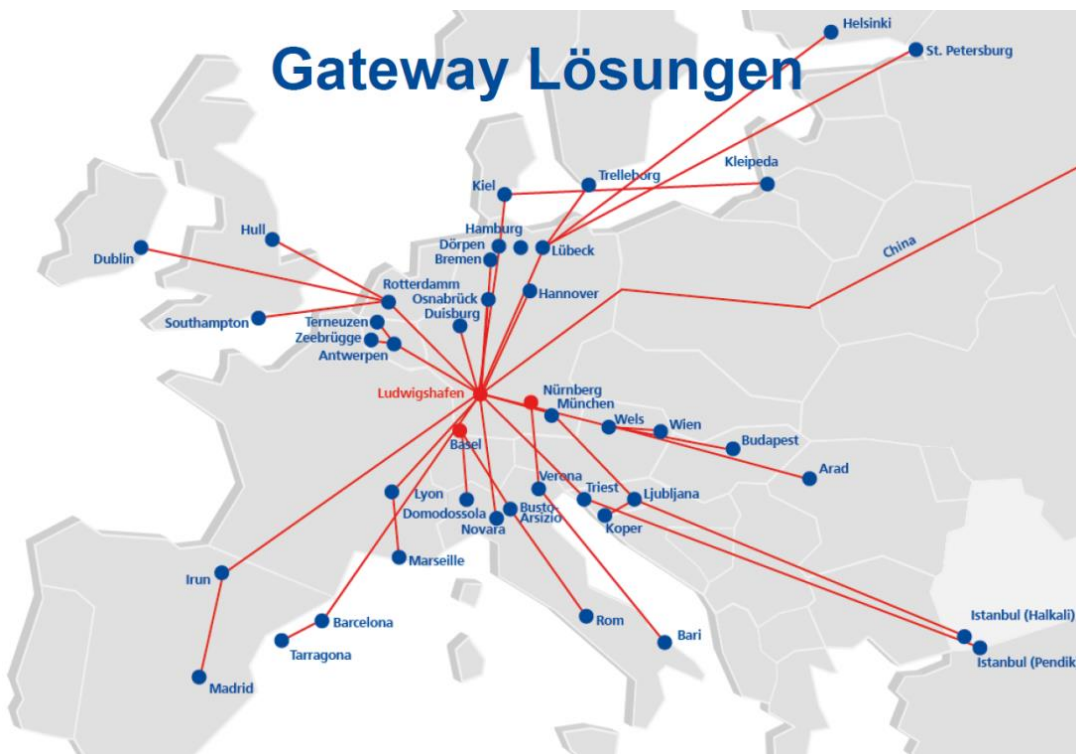 Gateway Lösungen
Helsinki
St. Petersburg
Kleipeda
Trelleborg
Kiel
China
Hamburg
Dörpen
Bremen
Lübeck
Hull
Dublin
Rotterdamm
Osnabrück
Hannover
Duisburg
Southampton
Terneuzen
Zeebrügge
Antwerpen
Ludwigshafen
Nürnberg
München
Basel
Wels
Wien
Budapest
Arad
Lyon
Domodossola
Novara
Busto-
Arsizio
Verona
Triest
Ljubljana
Koper
Marseille
Irun
Barcelona
Tarragona
Madrid
Rom
Bari
Istanbul (Halkali)
Istanbul (Pendik